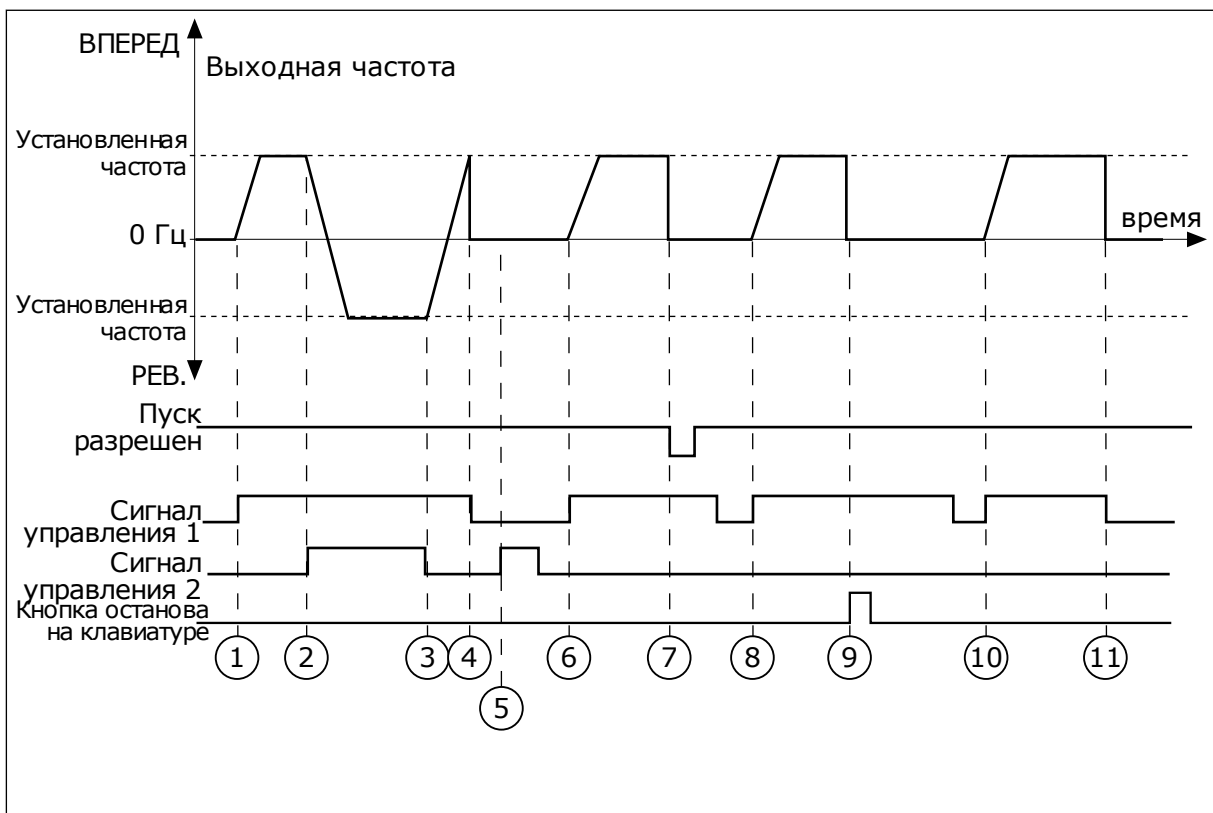 ВПЕРЕД
Выходная частота
Установленная
частота
0 Гц
время
Установленная
частота
РЕВ.
Пуск
разрешен
Сигнал
управления 1
Сигнал
управления 2
Кнопка останова
на клавиатуре
1 2 3 4 6 7 8 9 10 11
5